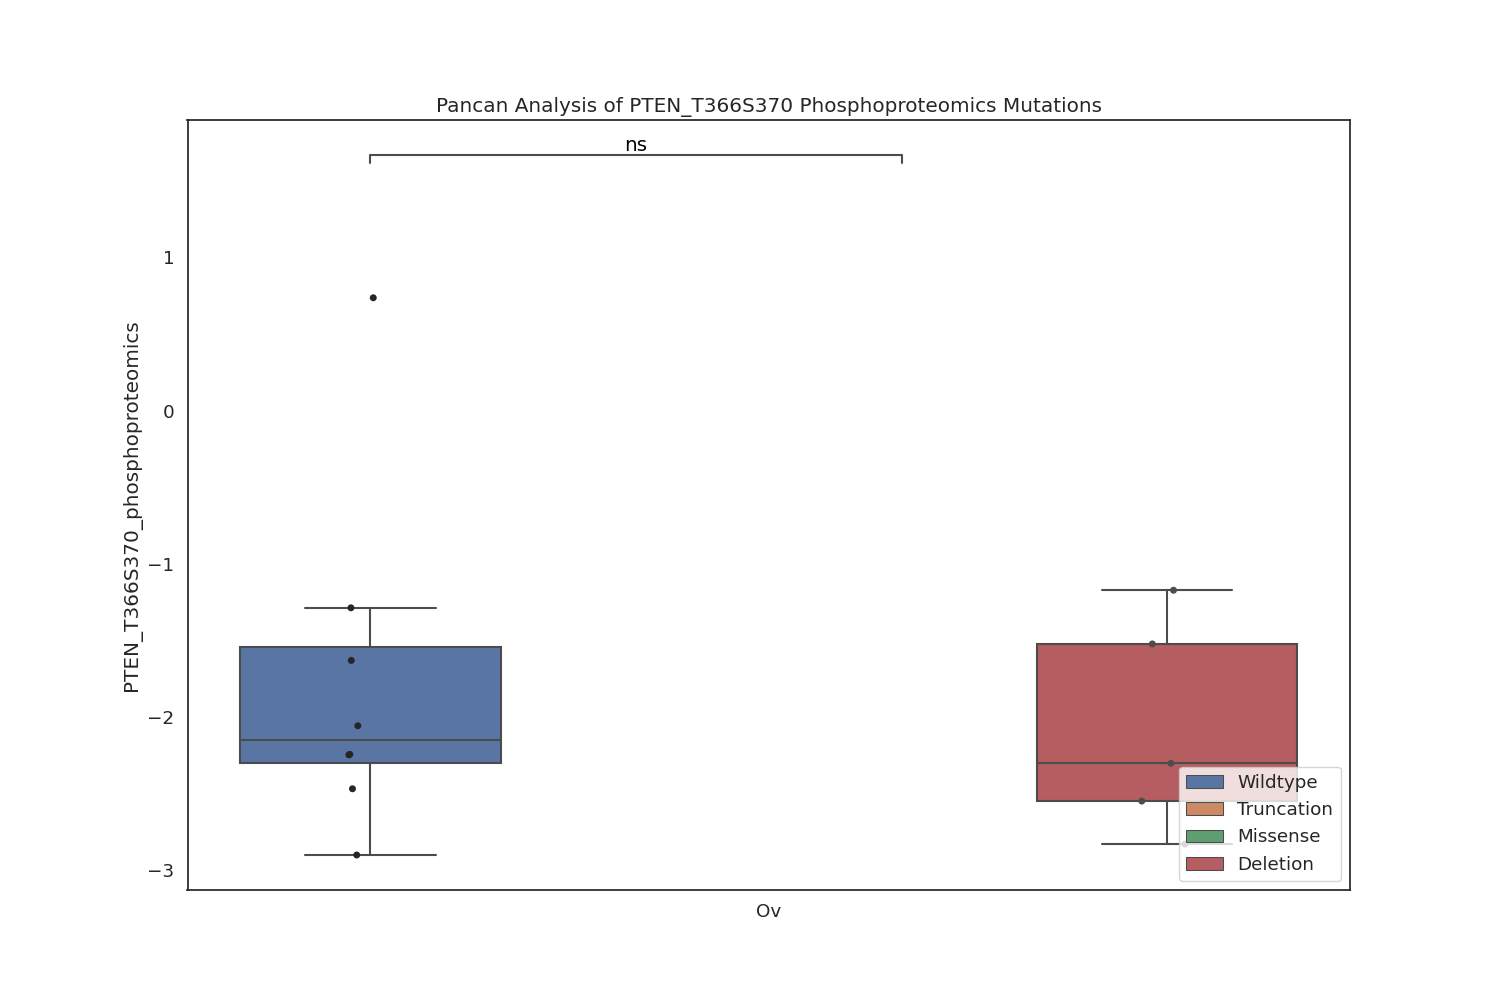 Pancan Analysis of PTEN_T366S370 Phosphoproteomics Mutations
ns
1
0
−1
−2
−3
PTEN_T366S370_phosphoproteomics
Wildtype
Truncation
Missense
Deletion
Ov